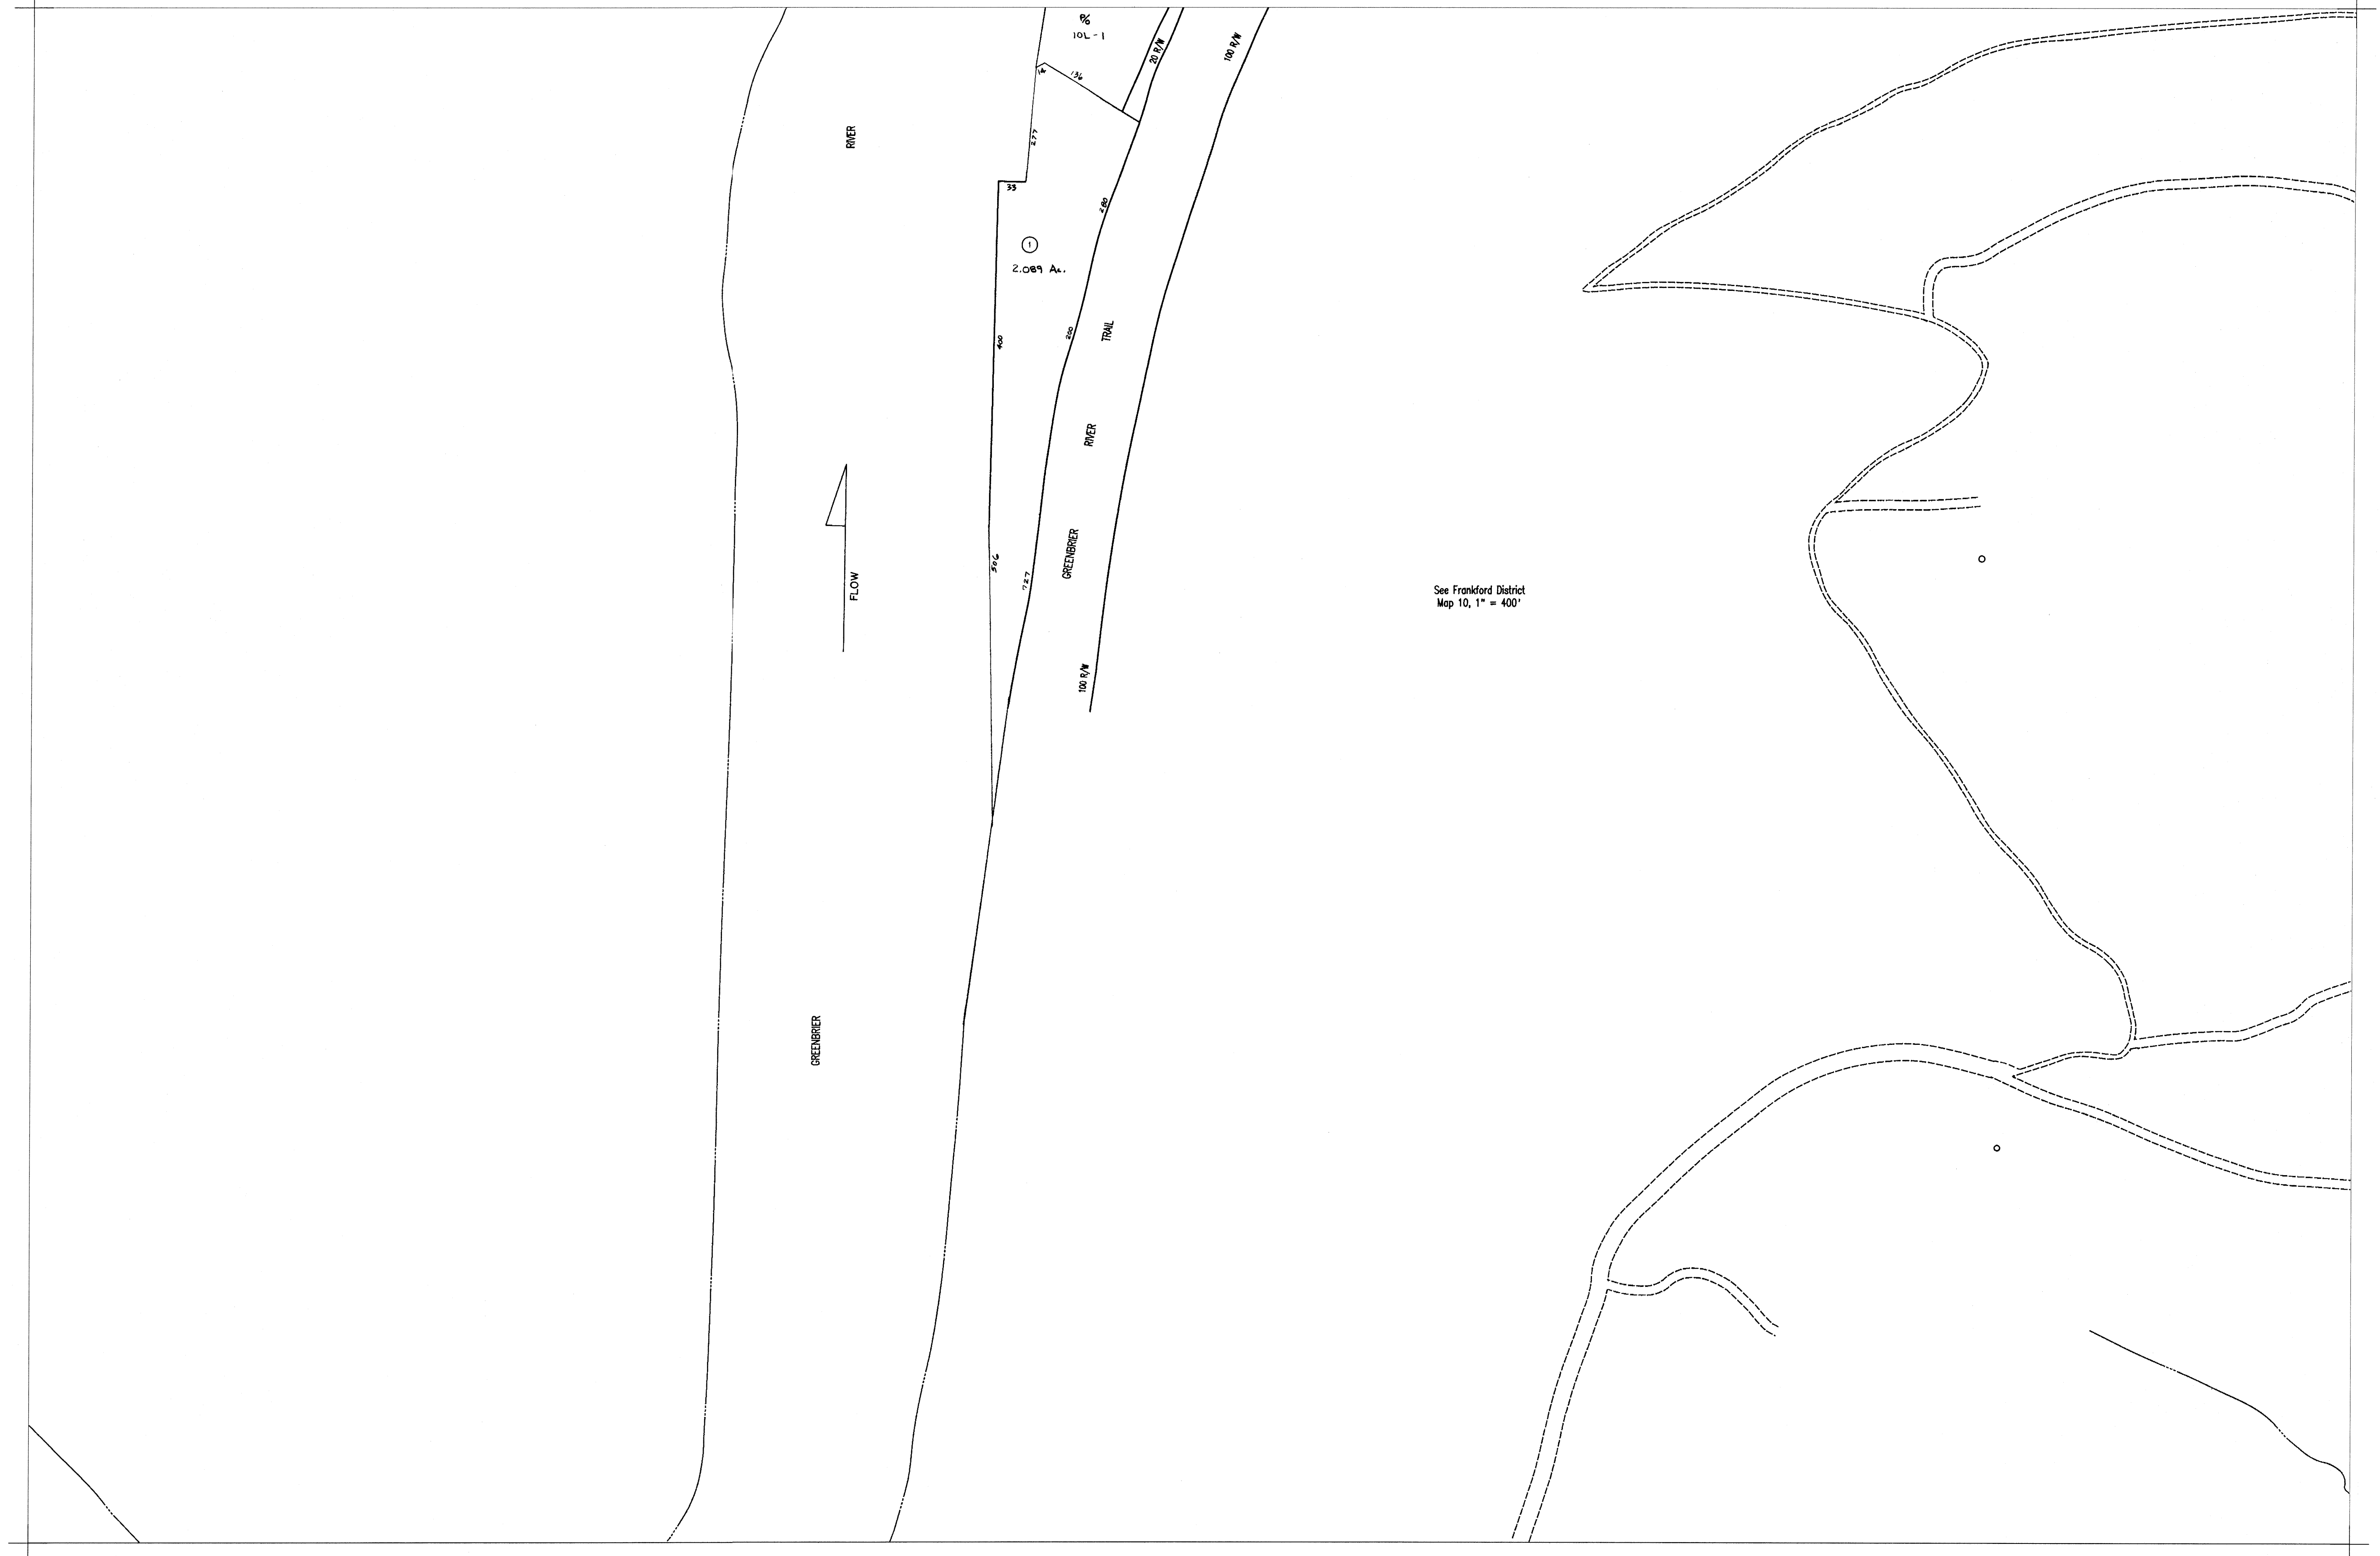 P/O
10L-1
20 R/W
100 R/W
136
RIVER
277
33
280
1
2.089 Ac.
400
200
TRAIL
RIVER
506
727
GREENBRIER
FLOW
See Frankford District
Map 10, 1" = 400'
100 R/W
GREENBRIER